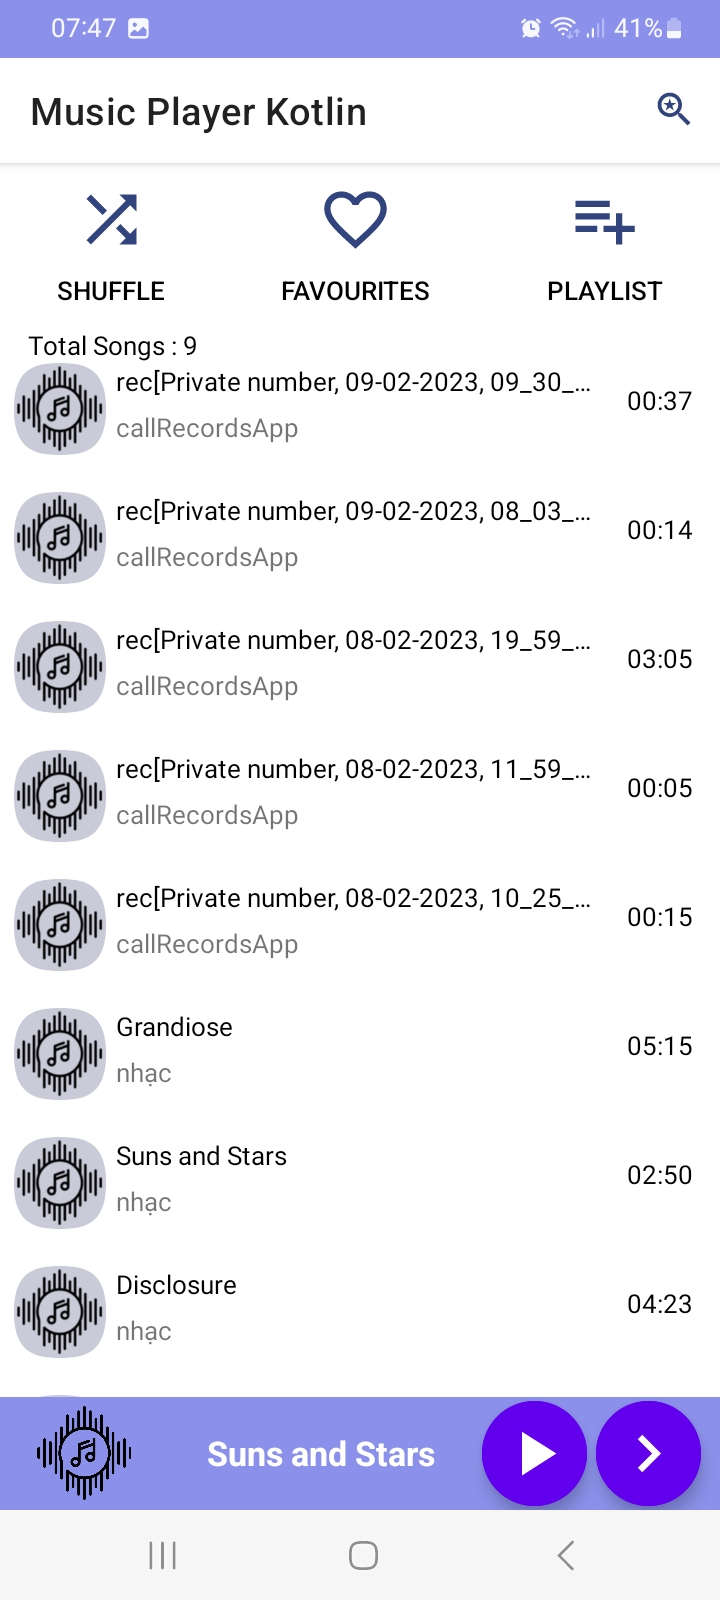 07:47
41%
Music Player Kotlin
SHUFFLE
FAVOURITES
PLAYLIST
Total Songs : 9
rec[Private number, 09-02-2023, 09_30_...
00:37
callRecordsApp
rec[Private number, 09-02-2023, 08_03_...
00:14
callRecordsApp
rec[Private number, 08-02-2023, 19_59_...
03:05
callRecordsApp
rec[Private number, 08-02-2023, 11_59_...
00:05
callRecordsApp
rec[Private number, 08-02-2023, 10_25_...
00:15
callRecordsApp
Grandiose
05:15
nhạc
Suns and Stars
02:50
nhạc
Disclosure
04:23
nhạc
Suns and Stars